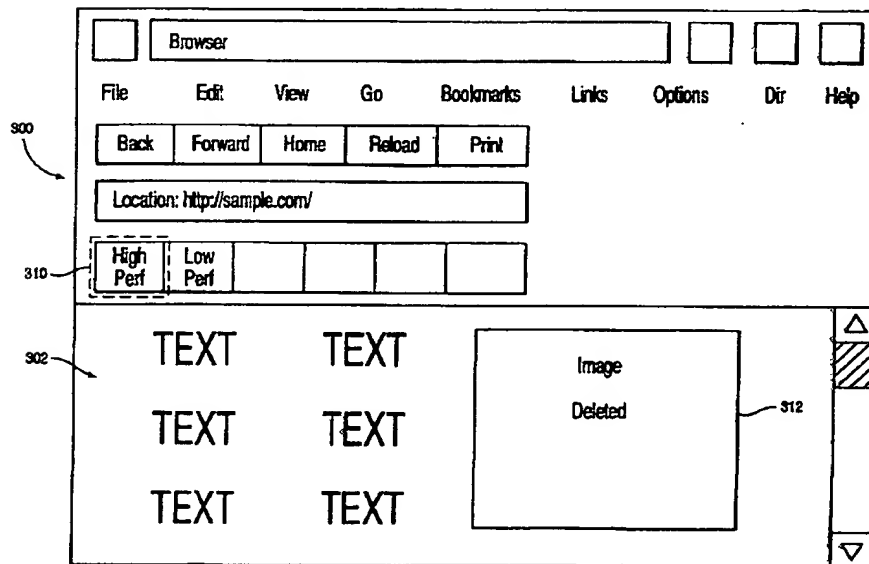 Browser
File Edit View Go Bookmarks Links Options Dir Help
300
Back Forward Home Reload Print
Location: http://sample.com/
310
High Perf Low Perf
302
TEXT TEXT
Image
Deleted
312
TEXT TEXT
TEXT TEXT